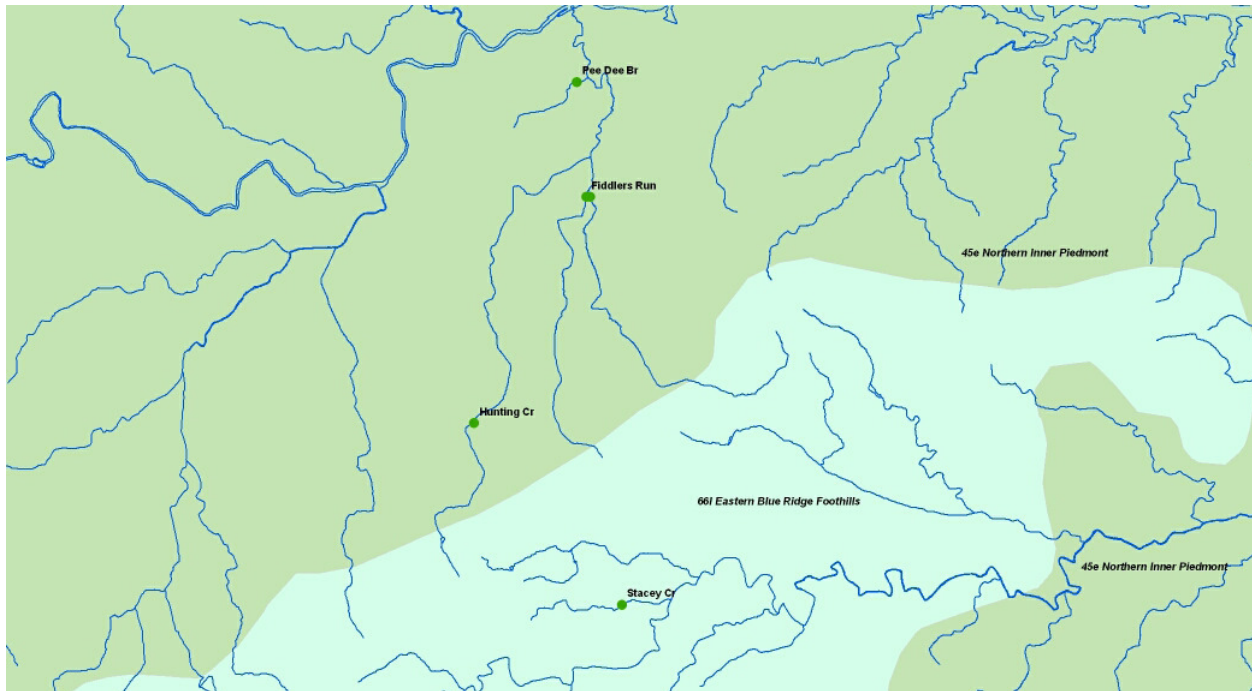 Pee Dee Br
Fiddlers Run
45e Northern Inner Piedmont
Hunting Cr
66l Eastern Blue Ridge Foothills
45e Northern Inner Piedmont
Stacey Cr